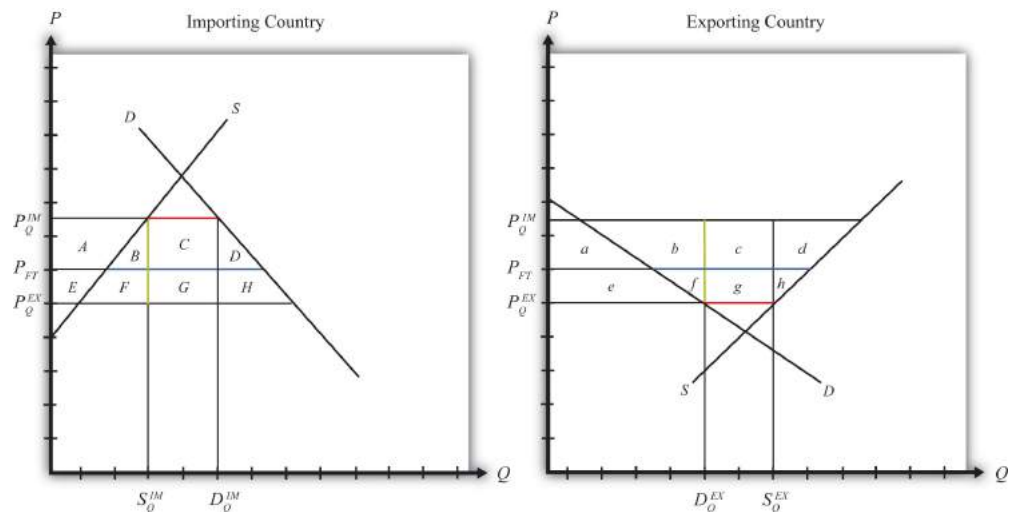 P Importing Country
D S
P_Q^IM
A B C D
P_FT
E F G H
P_Q^EX
Q
S_Q^IM D_Q^IM
P Exporting Country
P_Q^IM
a b c d
P_FT
e f g h
P_Q^EX
S D
Q
D_Q^EX S_Q^EX